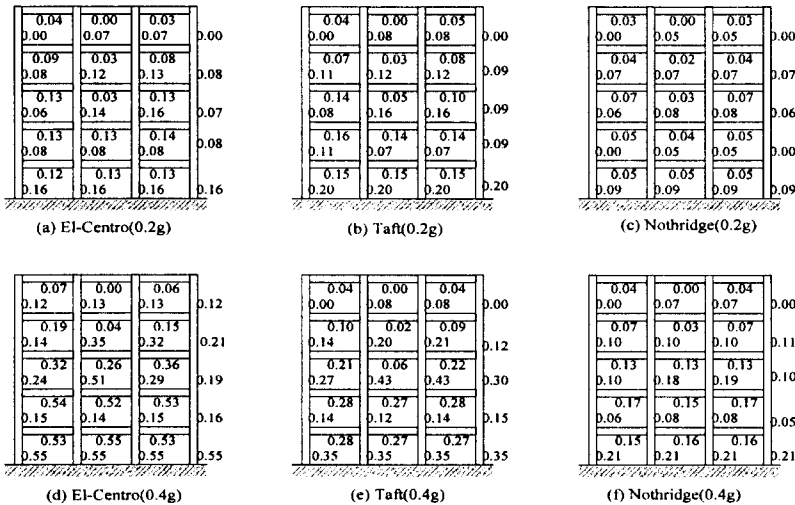 0.04 0.00 0.03
0.00 0.07 0.07 0.00
0.09 0.03 0.08
0.08 0.12 0.13 0.08
0.13 0.03 0.13
0.06 0.14 0.16 0.07
0.13 0.13 0.14
0.08 0.08 0.08 0.08
0.12 0.13 0.13
0.16 0.16 0.16 0.16
(a) El-Centro(0.2g)
0.04 0.00 0.05
0.00 0.08 0.08 0.00
0.07 0.03 0.08
0.11 0.12 0.12 0.09
0.14 0.05 0.10
0.08 0.16 0.16 0.09
0.16 0.14 0.14
0.11 0.07 0.07 0.09
0.15 0.15 0.15
0.20 0.20 0.20 0.20
(b) Taft(0.2g)
0.03 0.00 0.03
0.00 0.05 0.05 0.00
0.04 0.02 0.04
0.07 0.07 0.07 0.07
0.07 0.03 0.07
0.06 0.08 0.08 0.06
0.05 0.04 0.05
0.00 0.05 0.05 0.00
0.05 0.05 0.05
0.09 0.09 0.09 0.09
(c) Nothridge(0.2g)
0.07 0.00 0.06
0.12 0.13 0.13 0.12
0.19 0.04 0.15
0.14 0.35 0.32 0.21
0.32 0.26 0.36
0.24 0.51 0.29 0.19
0.54 0.52 0.53
0.15 0.14 0.15 0.16
0.53 0.55 0.53
0.55 0.55 0.55 0.55
(d) El-Centro(0.4g)
0.04 0.00 0.04
0.00 0.08 0.08 0.00
0.10 0.02 0.09
0.14 0.20 0.21 0.12
0.21 0.06 0.22
0.27 0.43 0.43 0.30
0.28 0.27 0.28
0.14 0.12 0.14 0.15
0.28 0.27 0.27
0.35 0.35 0.35 0.35
(e) Taft(0.4g)
0.04 0.00 0.04
0.00 0.07 0.07 0.00
0.07 0.03 0.07
0.10 0.10 0.10 0.11
0.13 0.13 0.13
0.10 0.18 0.19 0.10
0.17 0.15 0.17
0.06 0.08 0.08 0.05
0.15 0.16 0.16
0.21 0.21 0.21 0.21
(f) Nothridge(0.4g)